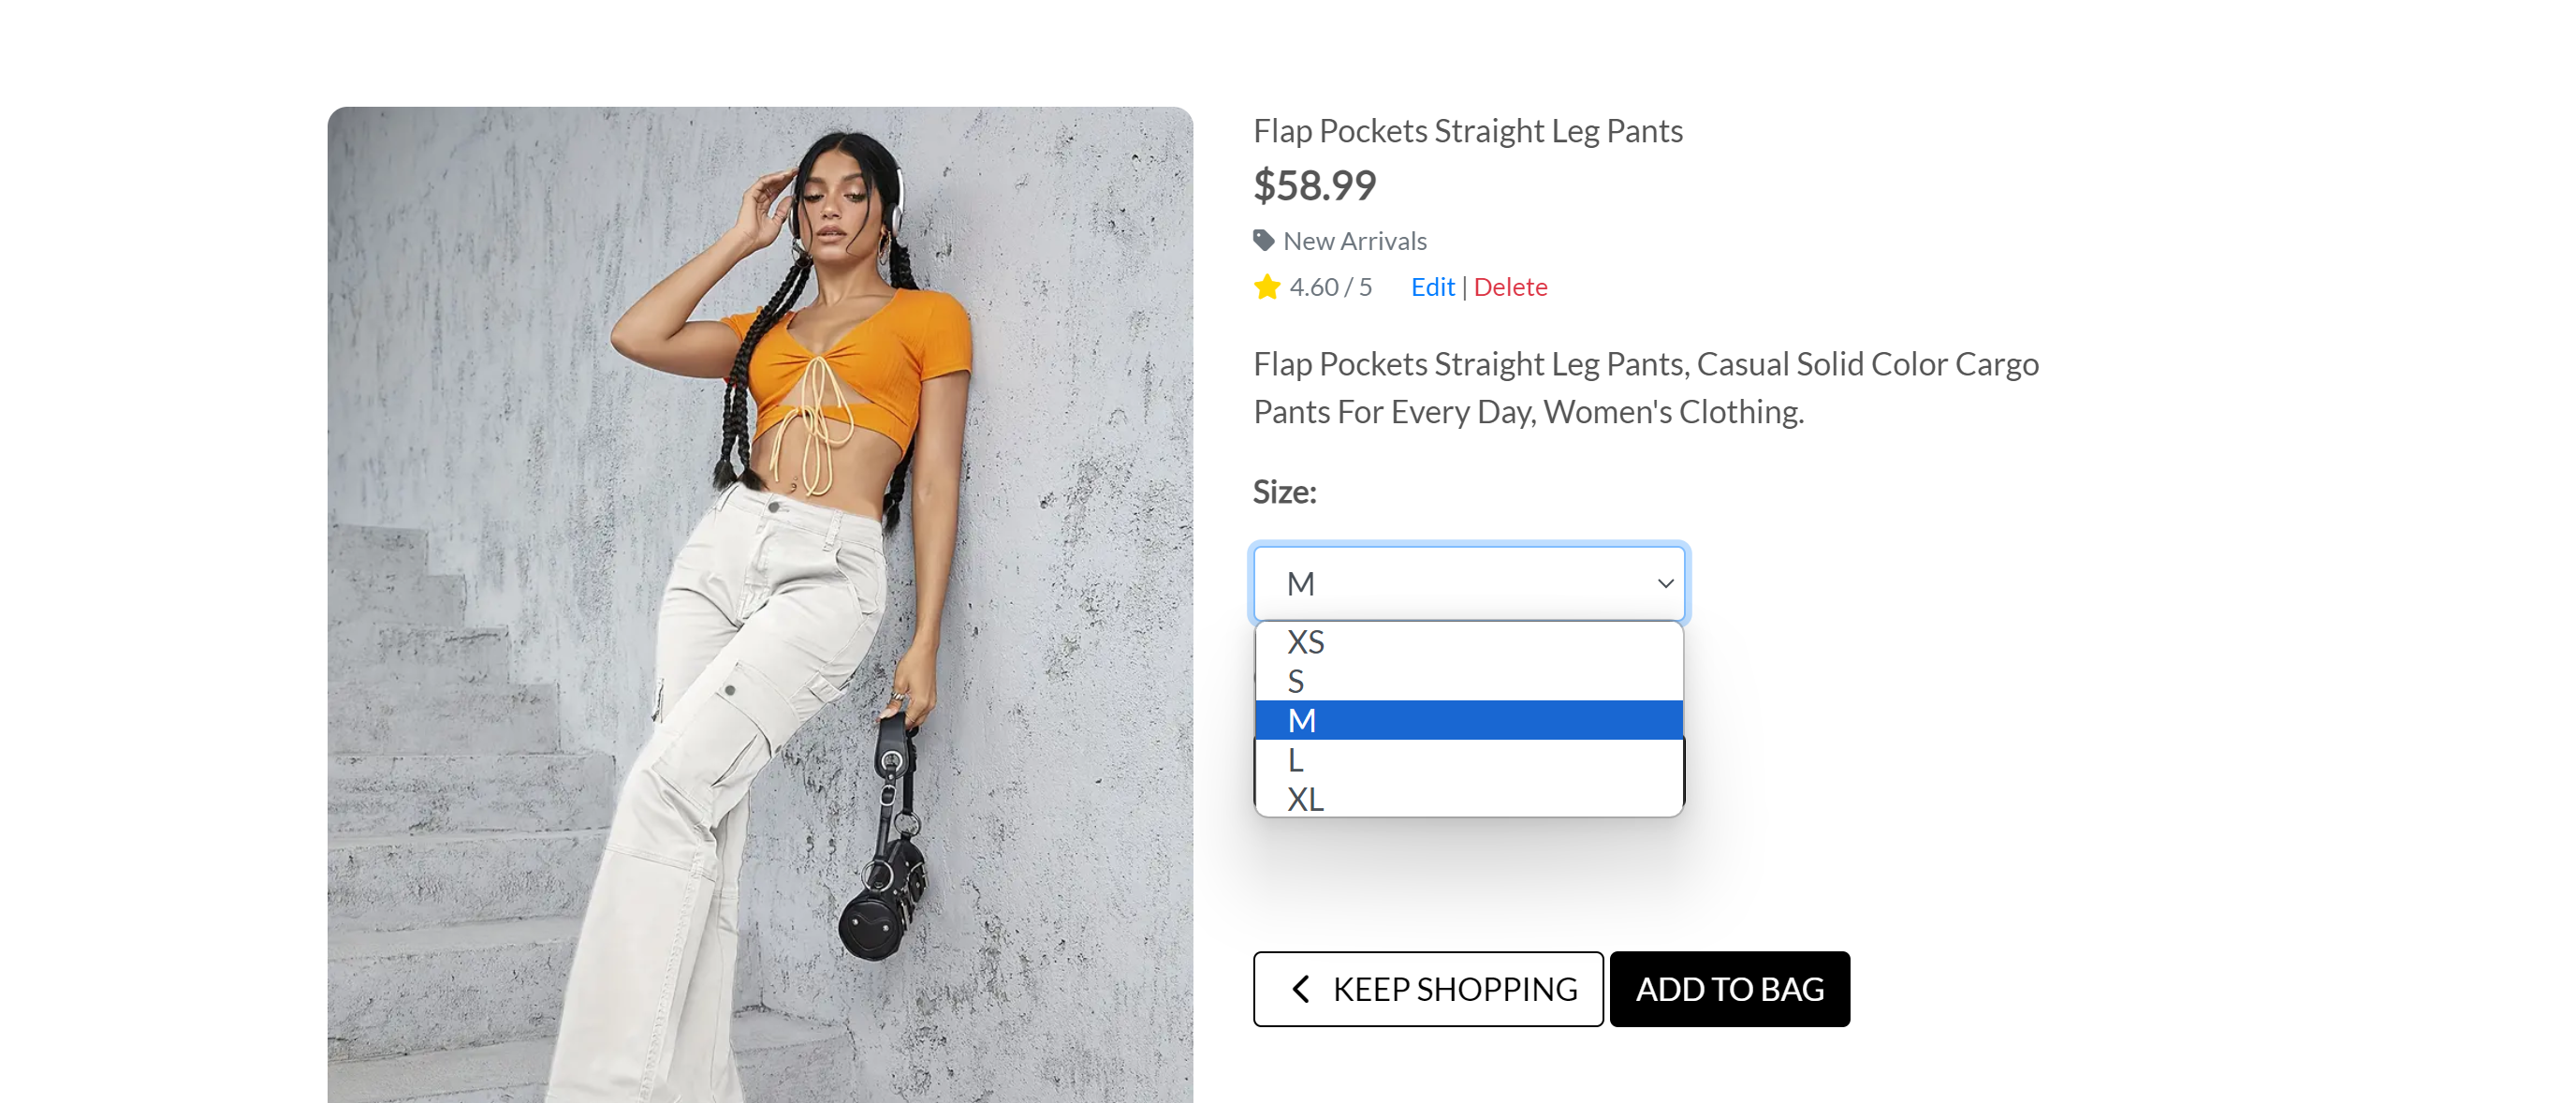 Flap Pockets Straight Leg Pants
$58.99
New Arrivals
4.60 / 5 Edit | Delete
Flap Pockets Straight Leg Pants, Casual Solid Color Cargo
Pants For Every Day, Women's Clothing.
Size:
M
XS
S
M
L
XL
KEEP SHOPPING ADD TO BAG